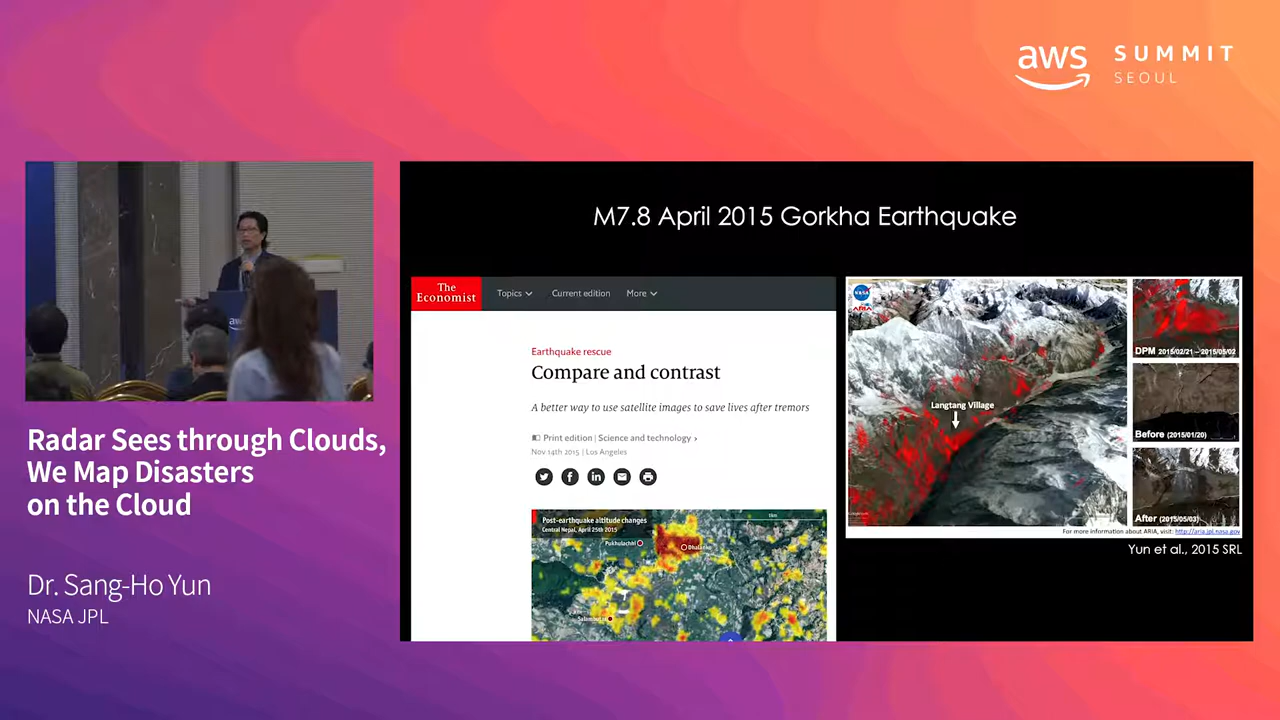 aws SUMMIT
SEOUL
aws
Radar Sees through Clouds,
We Map Disasters
on the Cloud
Dr. Sang-Ho Yun
NASA JPL
M7.8 April 2015 Gorkha Earthquake
The
Economist
Topics
Current edition
More
Earthquake rescue
Compare and contrast
A better way to use satellite images to save lives after tremors
Print edition | Science and technology ›
Nov 14th 2015 | Los Angeles
Post-earthquake altitude changes
Central Nepal, April 25th 2015
1km
Pukhulachhi
NASA
ARIA
Langtang Village
DPM 2015/02/21 – 2015/05/02
Before (2015/01/20)
After (2015/05/03)
For more information about ARIA, visit: http://aria.jpl.nasa.gov
Yun et al., 2015 SRL